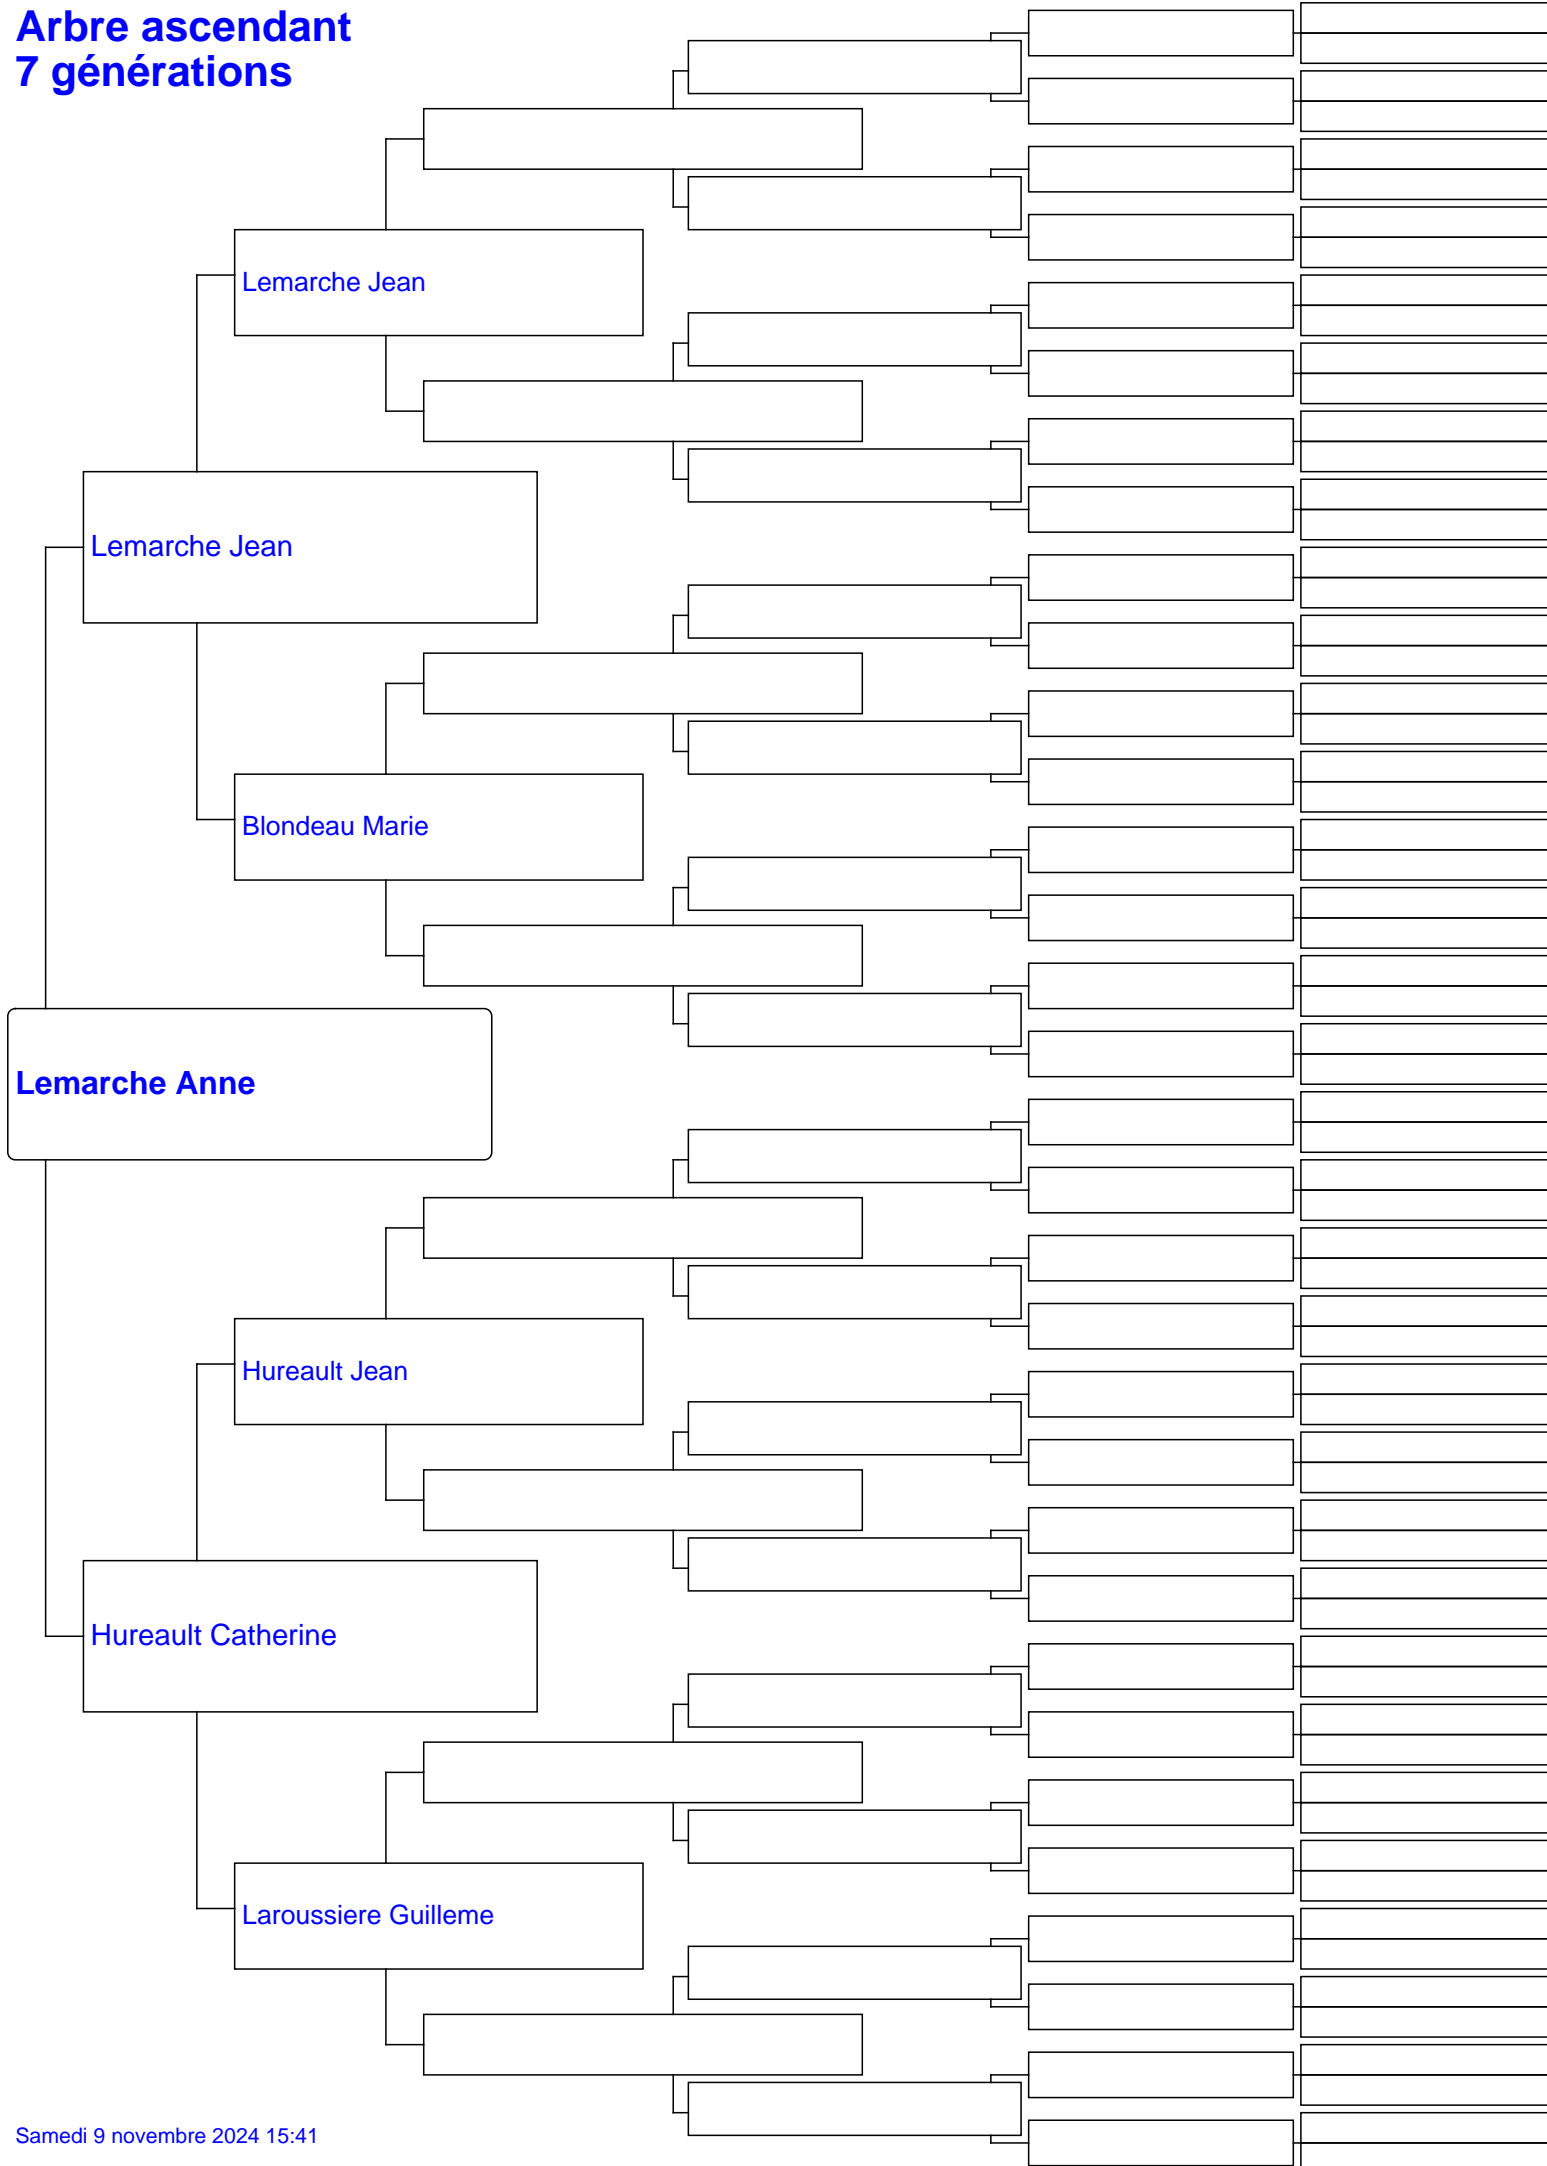 Arbre ascendant
7 générations
Lemarche Jean
Lemarche Jean
Blondeau Marie
Lemarche Anne
Hureault Jean
Hureault Catherine
Laroussiere Guilleme
Samedi 9 novembre 2024 15:41